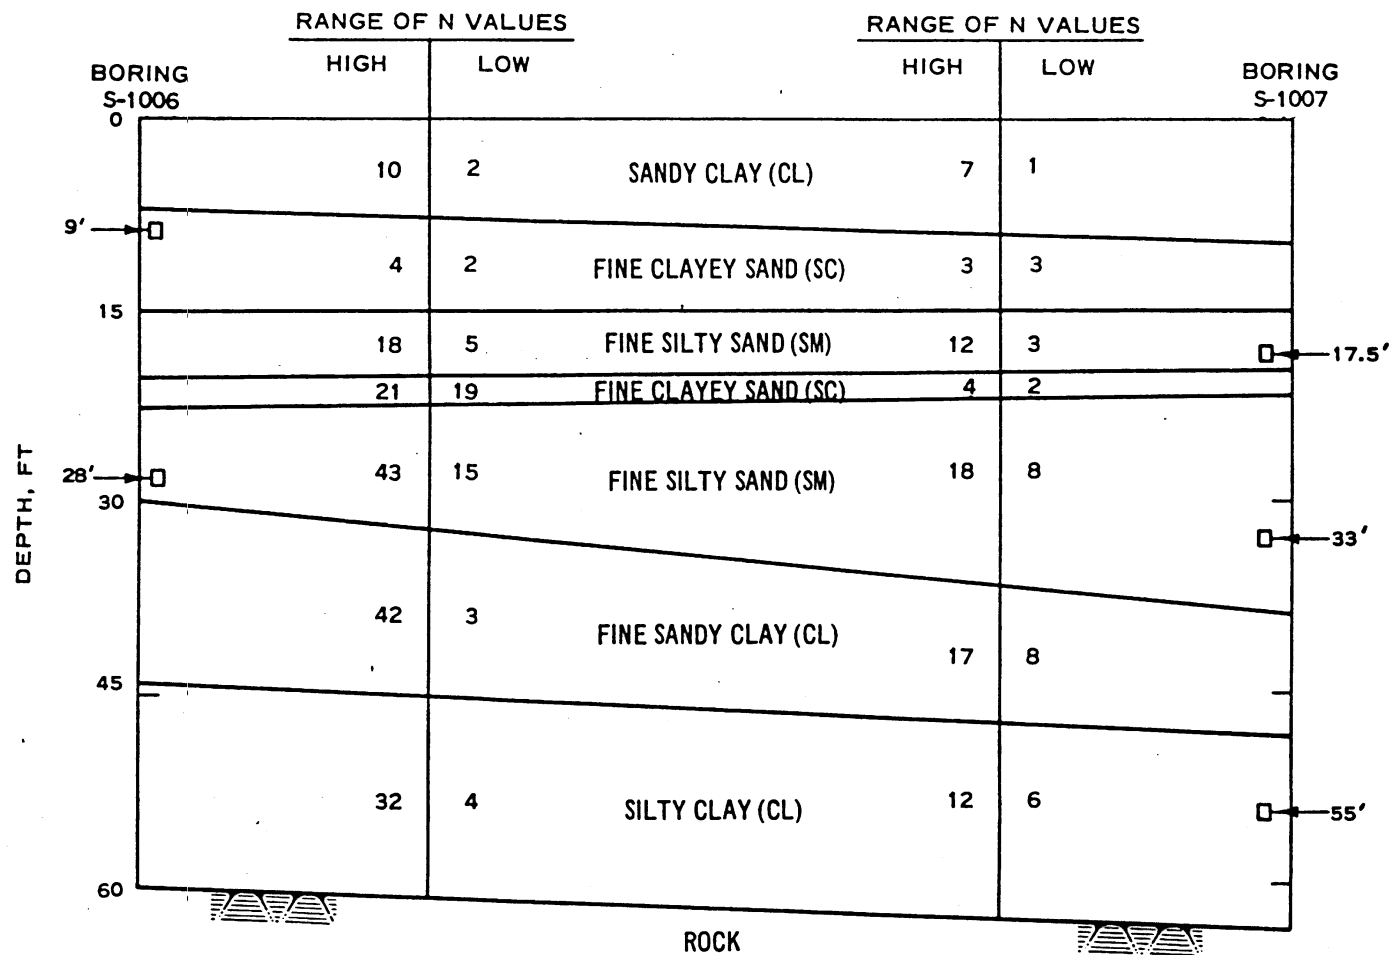 RANGE OF N VALUES RANGE OF N VALUES
HIGH LOW HIGH LOW
BORING BORING
S-1006 S-1007
0
10 2 SANDY CLAY (CL) 7 1
9'
4 2 FINE CLAYEY SAND (SC) 3 3
15
18 5 FINE SILTY SAND (SM) 12 3 17.5'
21 19 FINE CLAYEY SAND (SC) 4 2
28' 43 15 FINE SILTY SAND (SM) 18 8
30
33'
DEPTH, FT
42 3 FINE SANDY CLAY (CL) 17 8
45
32 4 SILTY CLAY (CL) 12 6 55'
60
ROCK